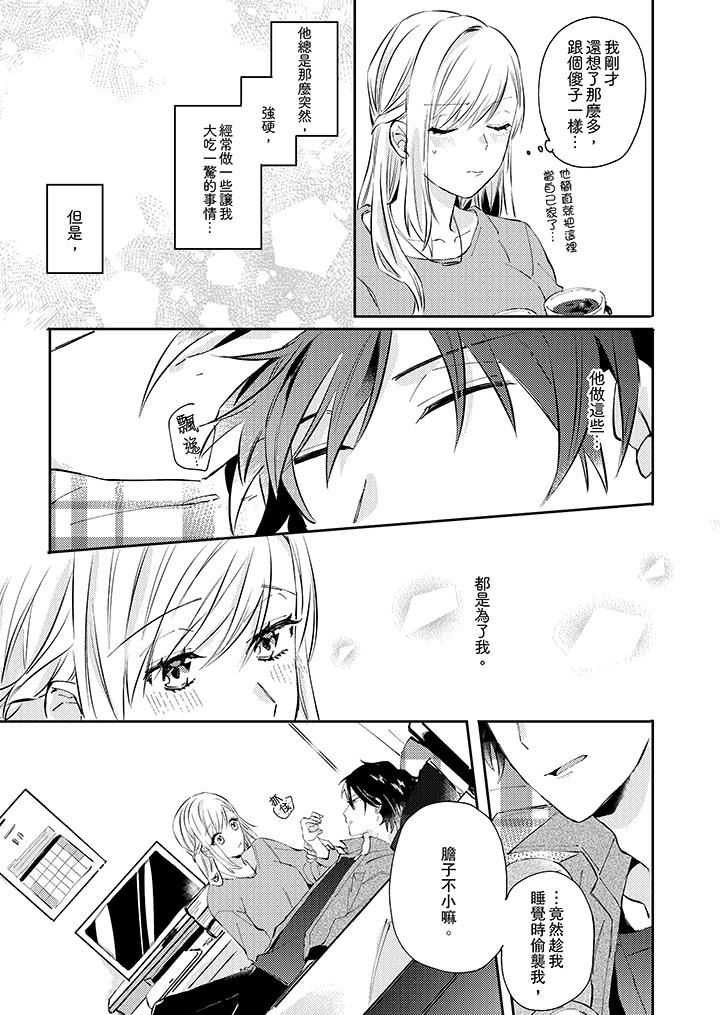 我剛才
還想了那麼多，
跟個傻子一樣…
他簡直就把這裡
當自己家了…
他總是那麼突然，
強硬，
經常做一些讓我
大吃一驚的事情…
但是，
他做這些…
飄逸…
都是為了我。
…竟然趁我
睡覺時偷襲我，
抓住
膽子不小嘛。